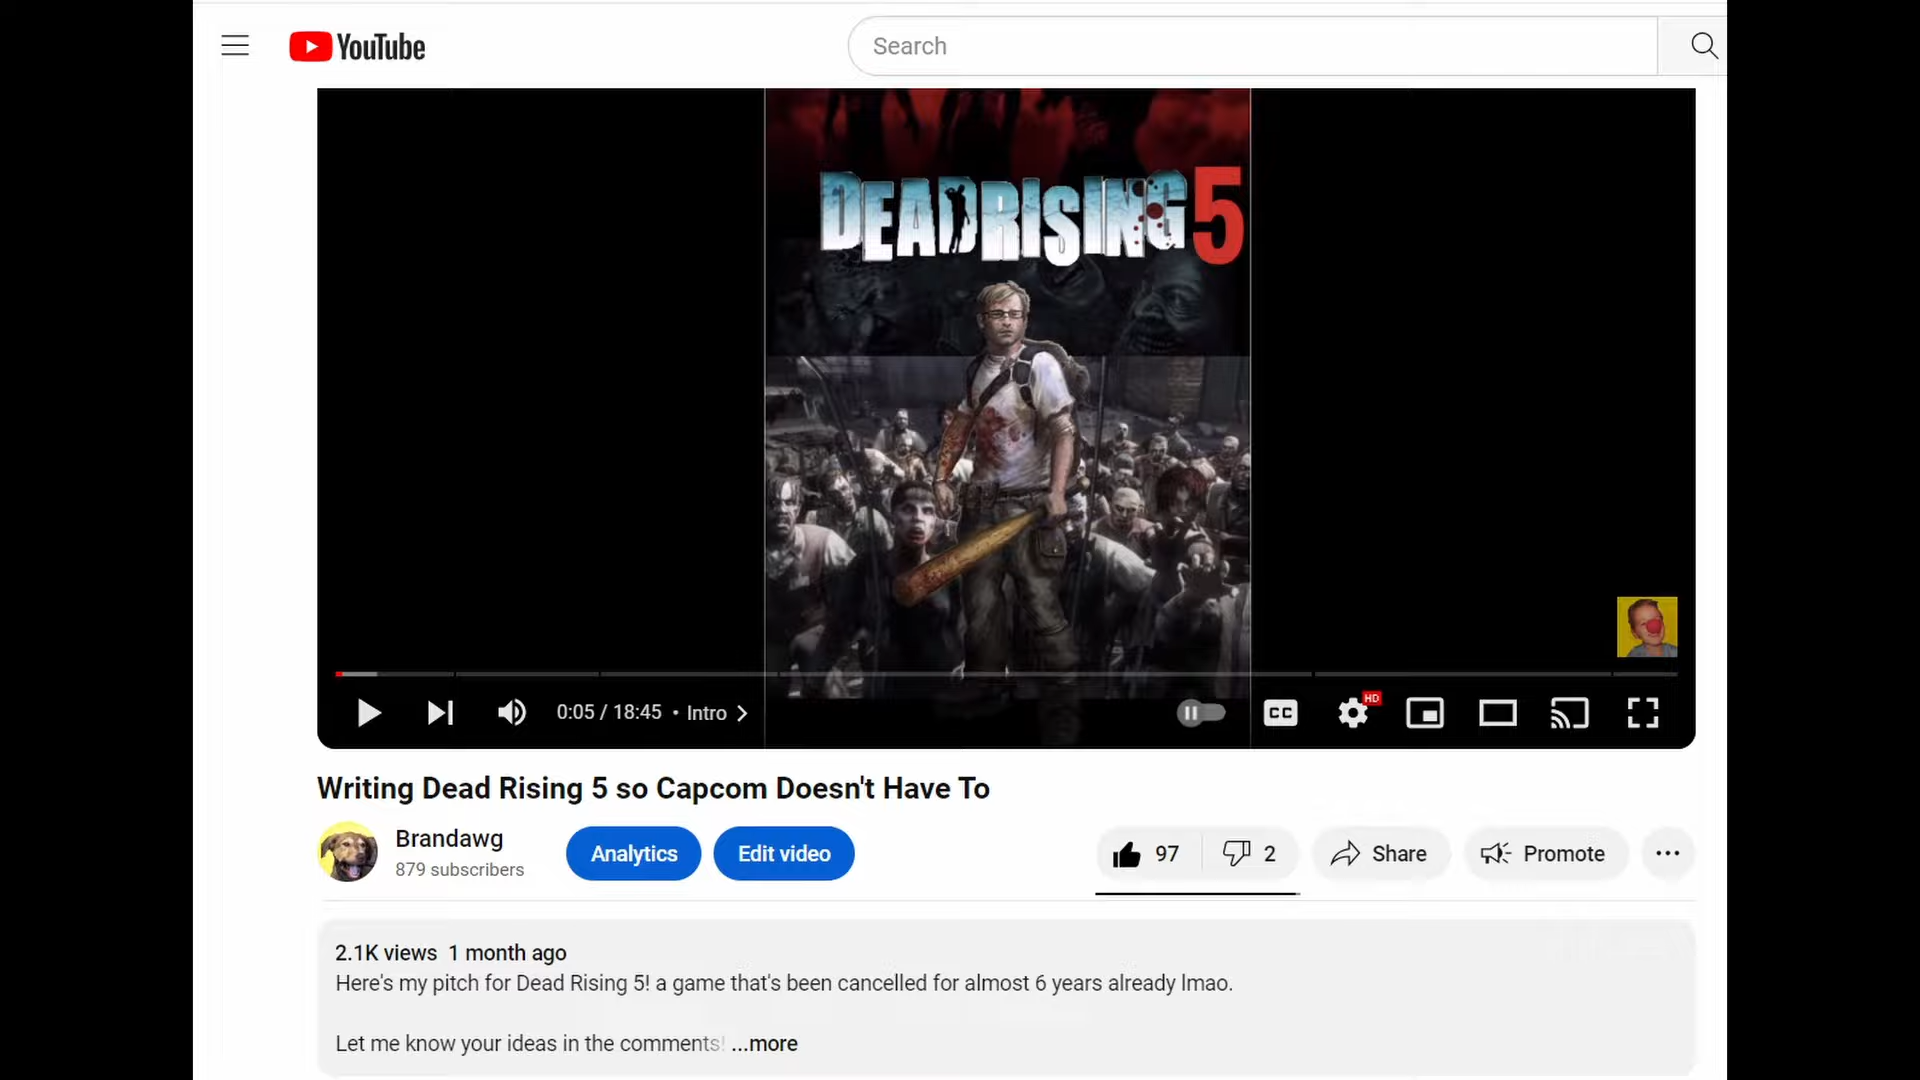 YouTube
Search
DEADRISING 5
HD
CC
0:05 / 18:45 • Intro
Writing Dead Rising 5 so Capcom Doesn't Have To
Brandawg
879 subscribers
Analytics
Edit video
97
2
Share
Promote
2.1K views 1 month ago
Here's my pitch for Dead Rising 5! a game that's been cancelled for almost 6 years already lmao.
Let me know your ideas in the comments! ...more